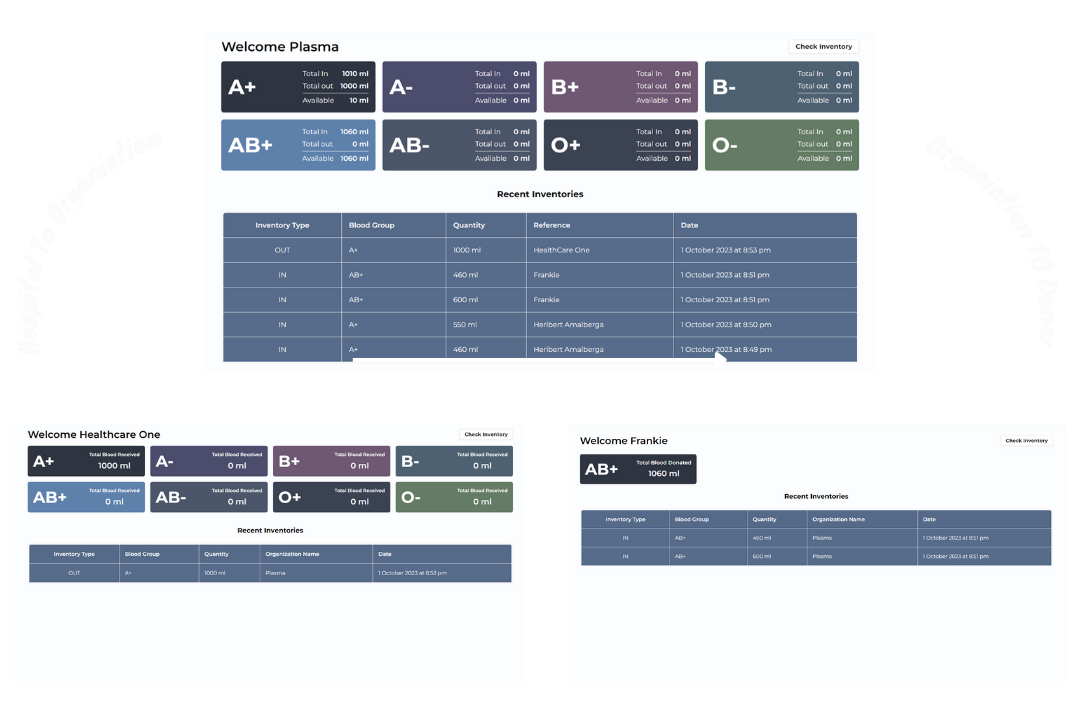 Welcome Plasma
Check Inventory
A+ Total In 1010 ml
Total out 1000 ml
Available 10 ml
A- Total In 0 ml
Total out 0 ml
Available 0 ml
B+ Total In 0 ml
Total out 0 ml
Available 0 ml
B- Total In 0 ml
Total out 0 ml
Available 0 ml
AB+ Total In 1060 ml
Total out 0 ml
Available 1060 ml
AB- Total In 0 ml
Total out 0 ml
Available 0 ml
O+ Total In 0 ml
Total out 0 ml
Available 0 ml
O- Total In 0 ml
Total out 0 ml
Available 0 ml
Hospital To Organiztion
Organiation TO Donar
Recent Inventories
Inventory Type Blood Group Quantity Reference Date
OUT A+ 1000 ml HealthCare One 1 October 2023 at 8:53 pm
IN AB+ 460 ml Frankie 1 October 2023 at 8:51 pm
IN AB+ 600 ml Frankie 1 October 2023 at 8:51 pm
IN A+ 550 ml Heribert Amalberga 1 October 2023 at 8:50 pm
IN A+ 460 ml Heribert Amalberga 1 October 2023 at 8:49 pm
Welcome Healthcare One
Check Inventory
A+ Total Blood Received
1000 ml
A- Total Blood Received
0 ml
B+ Total Blood Received
0 ml
B- Total Blood Received
0 ml
AB+ Total Blood Received
0 ml
AB- Total Blood Received
0 ml
O+ Total Blood Received
0 ml
O- Total Blood Received
0 ml
Recent Inventories
Inventory Type Blood Group Quantity Organization Name Date
OUT A+ 1000 ml Plasma 1 October 2023 at 8:53 pm
Welcome Frankie
Check Inventory
AB+ Total Blood Donated
1060 ml
Recent Inventories
Inventory Type Blood Group Quantity Organization Name Date
IN AB+ 460 ml Plasma 1 October 2023 at 8:51 pm
IN AB+ 600 ml Plasma 1 October 2023 at 8:51 pm